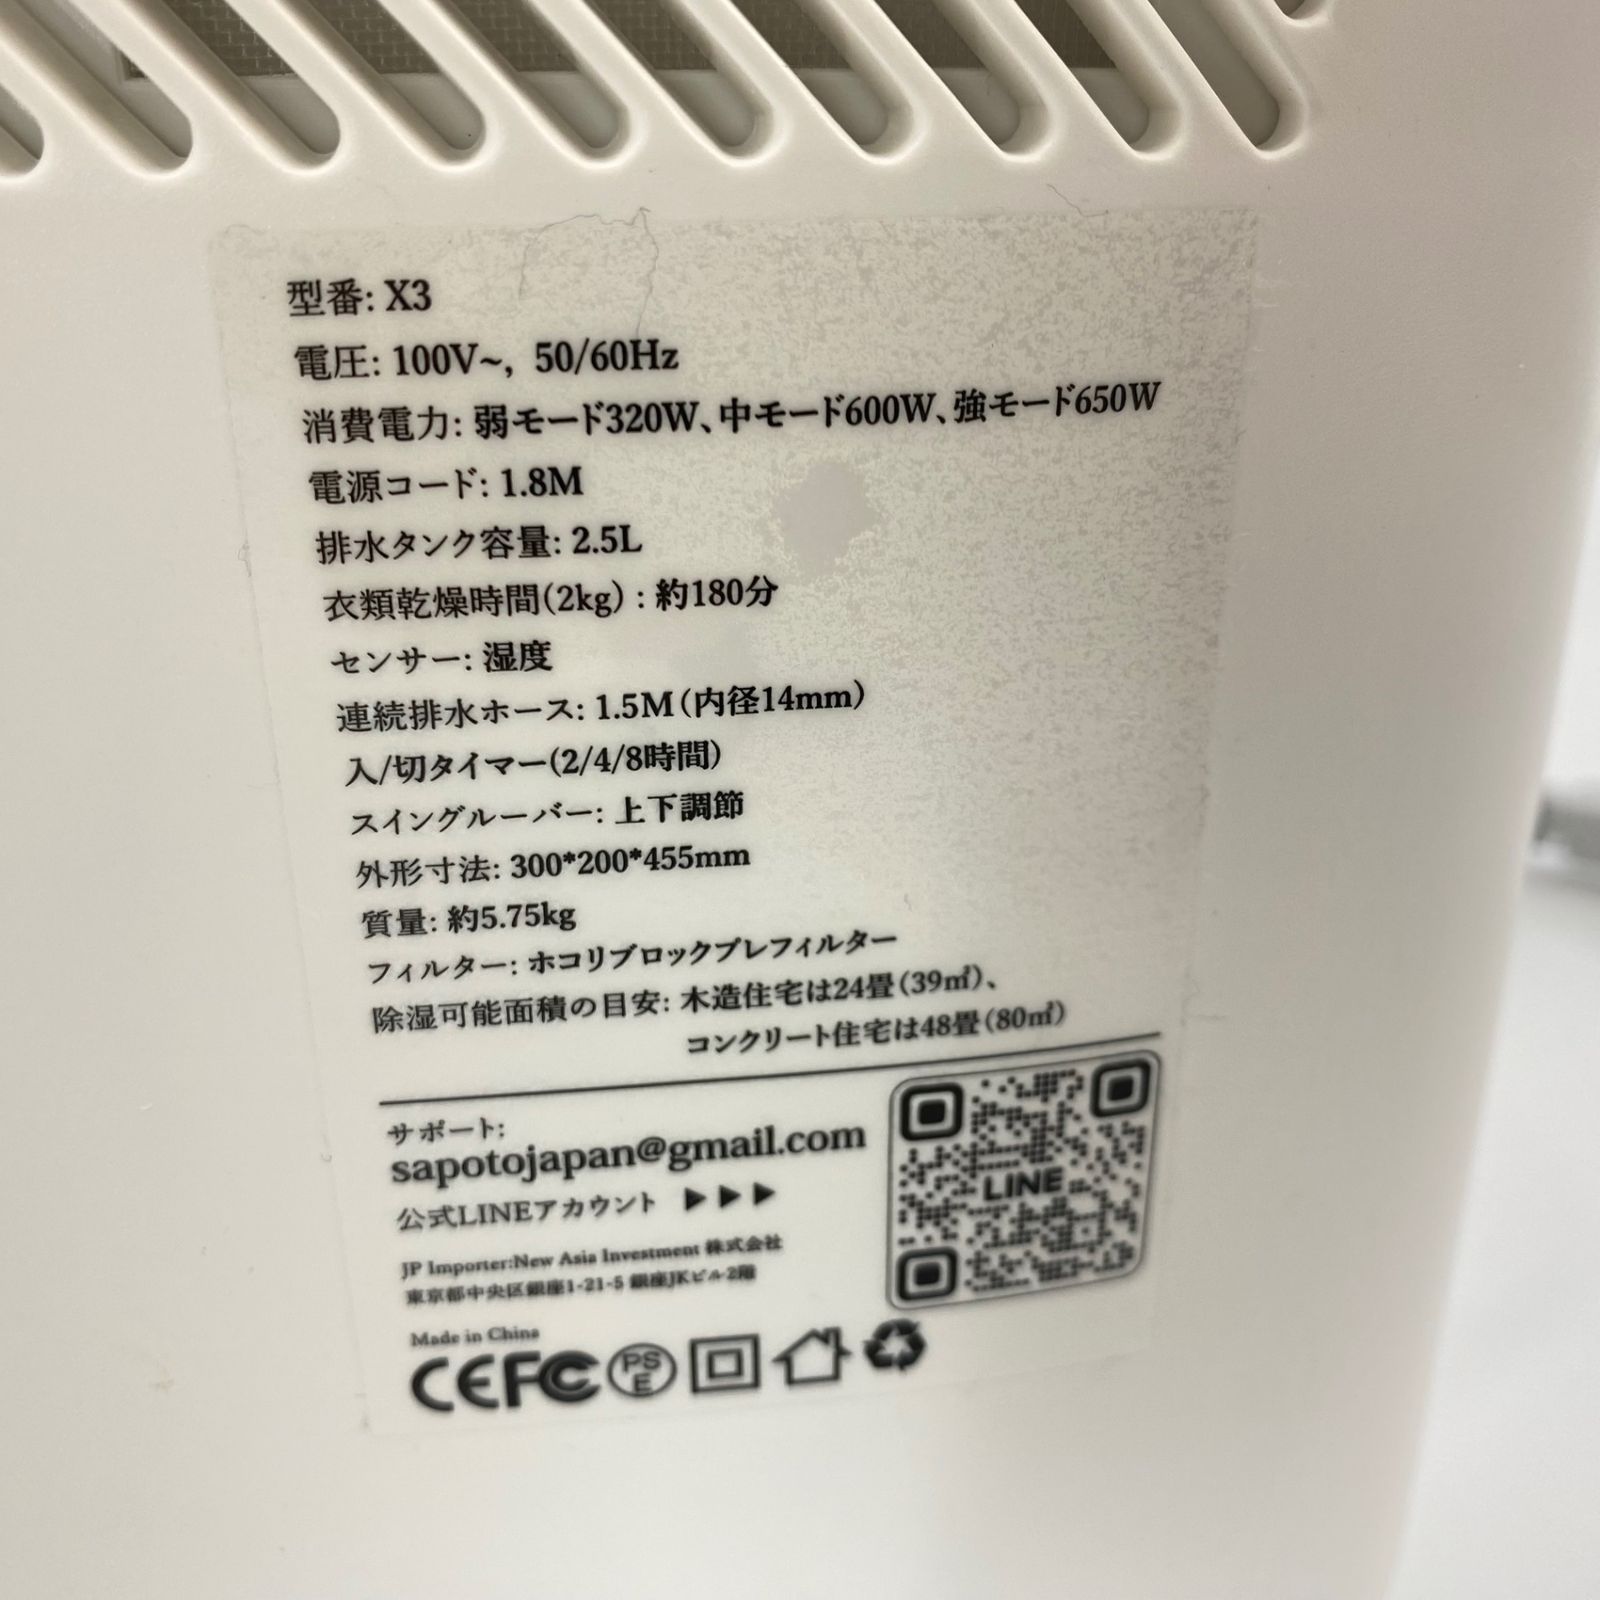 型番: X3
電圧: 100V~, 50/60Hz
消費電力: 弱モード320W、中モード600W、強モード650W
電源コード: 1.8M
排水タンク容量: 2.5L
衣類乾燥時間(2kg) : 約180分
センサー: 湿度
連続排水ホース: 1.5M(内径14mm)
入/切タイマー(2/4/8時間)
スイングルーバー: 上下調節
外形寸法: 300*200*455mm
質量: 約5.75kg
フィルター: ホコリブロックプレフィルター
除湿可能面積の目安: 木造住宅は24畳(39㎡)、
コンクリート住宅は48畳(80㎡)
サポート:
sapotojapan@gmail.com
公式LINEアカウント ▶▶▶
LINE
JP Importer:New Asia Investment 株式会社
東京都中央区銀座1-21-5 銀座JKビル2階
Made in China
CE FC PSE